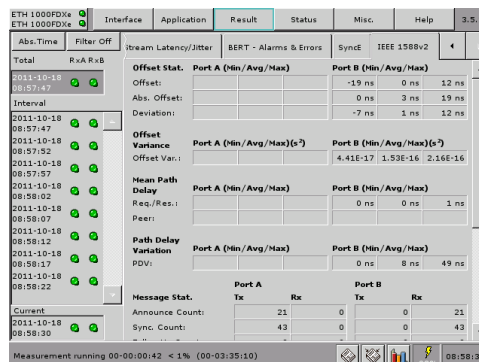 ETH 1000FDXe
ETH 1000FDXe
Interface Application Result Status Misc. Help 3.5.
Abs.Time Filter Off
Stream Latency/Jitter BERT - Alarms & Errors SyncE IEEE 1588v2
Total RxA RxB
2011-10-18
08:57:47
Interval
2011-10-18
08:57:47
2011-10-18
08:57:52
2011-10-18
08:57:57
2011-10-18
08:58:02
2011-10-18
08:58:07
2011-10-18
08:58:12
2011-10-18
08:58:17
2011-10-18
08:58:22
Current
2011-10-18
08:58:30
Offset Stat. Port A (Min/Avg/Max) Port B (Min/Avg/Max)
Offset: -19 ns 0 ns 12 ns
Abs. Offset: 0 ns 3 ns 19 ns
Deviation: -7 ns 1 ns 12 ns
Offset
Variance Port A (Min/Avg/Max)(s²) Port B (Min/Avg/Max)(s²)
Offset Var.: 4.41E-17 1.53E-16 2.16E-16
Mean Path
Delay Port A (Min/Avg/Max) Port B (Min/Avg/Max)
Req./Res.: 0 ns 0 ns 1 ns
Peer:
Path Delay
Variation Port A (Min/Avg/Max) Port B (Min/Avg/Max)
PDV: 0 ns 8 ns 49 ns
Port A Port B
Message Stat. Tx Rx Tx Rx
Announce Count: 21 0 0 21
Sync. Count: 43 0 0 43
Measurement running 00-00:00:42 < 1% (00-03:35:10) 08:58:3